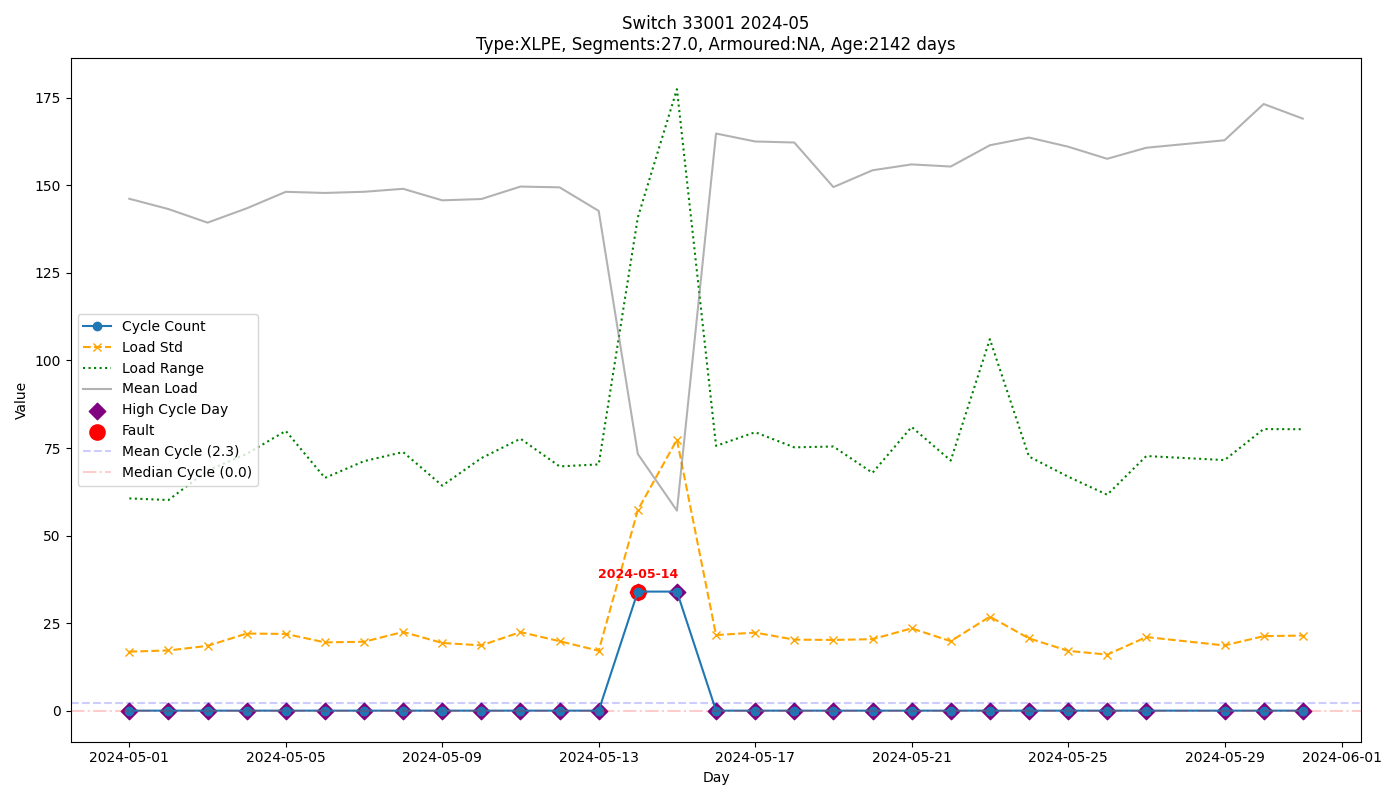 Switch 33001 2024-05
Type:XLPE, Segments:27.0, Armoured:NA, Age:2142 days
Value
175
150
125
100
75
50
25
0
Cycle Count
Load Std
Load Range
Mean Load
High Cycle Day
Fault
Mean Cycle (2.3)
Median Cycle (0.0)
2024-05-14
2024-05-01 2024-05-05 2024-05-09 2024-05-13 2024-05-17 2024-05-21 2024-05-25 2024-05-29 2024-06-01
Day